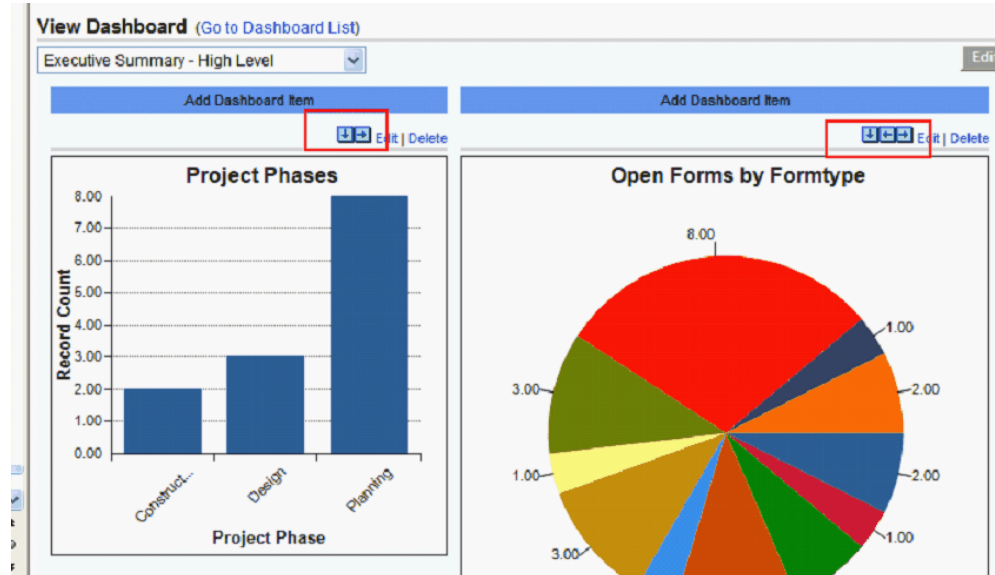 View Dashboard (Go to Dashboard List)
Executive Summary - High Level
Edi
Add Dashboard Item
Add Dashboard Item
Edit | Delete
Edit | Delete
Project Phases
8.00
7.00
6.00
5.00
4.00
3.00
2.00
1.00
0.00
Record Count
Construct...
Design
Planning
Project Phase
Open Forms by Formtype
8.00
1.00
2.00
2.00
1.00
3.00
1.00
3.00